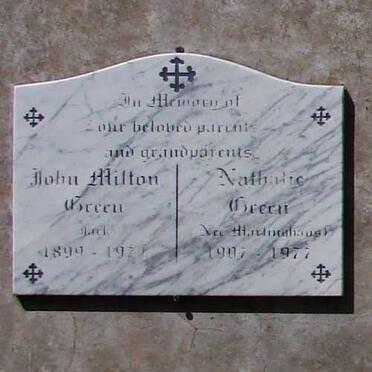 In Memory of
our beloved parents
and grandparents
John Milton Nathalie
Green Green
Jack Nee
1899 - 1907 - 1977